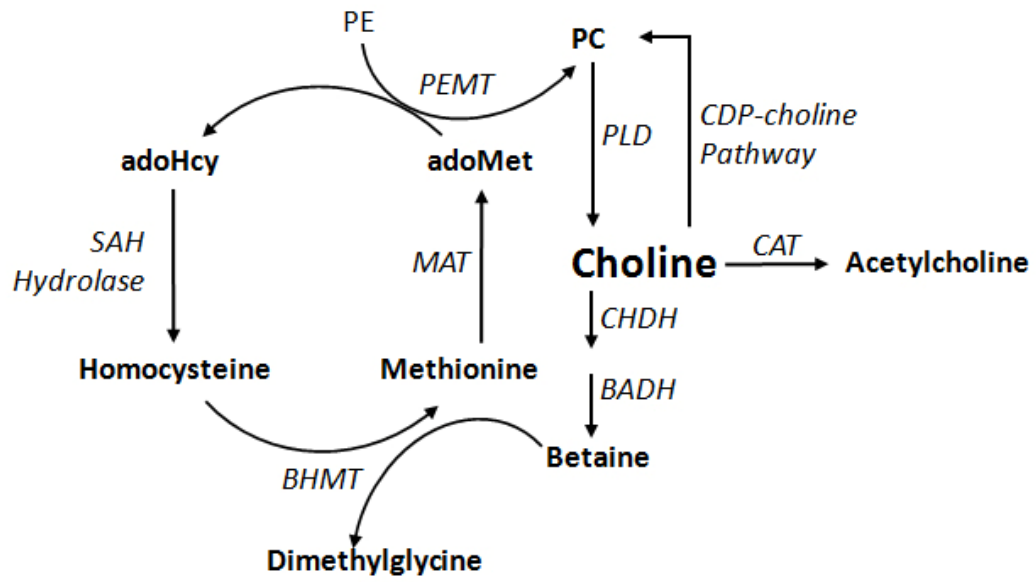 PE
PC
PEMT
CDP-choline
Pathway
PLD
adoHcy
adoMet
SAH
Hydrolase
MAT
Choline
CAT
Acetylcholine
CHDH
Homocysteine
Methionine
BADH
Betaine
BHMT
Dimethylglycine